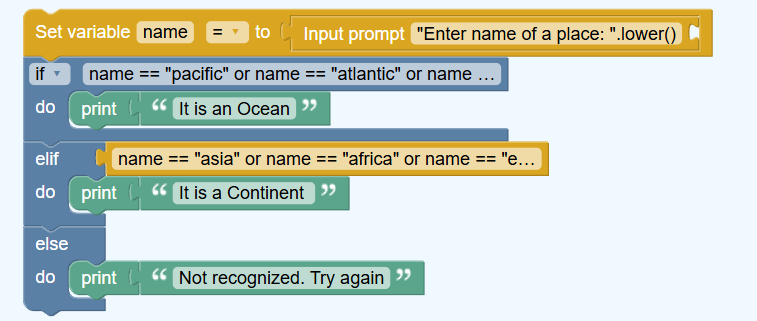 Set variable name = to Input prompt "Enter name of a place: ".lower()
if name == "pacific" or name == "atlantic" or name …
do print “ It is an Ocean ”
elif name == "asia" or name == "africa" or name == "e…
do print “ It is a Continent ”
else
do print “ Not recognized. Try again ”